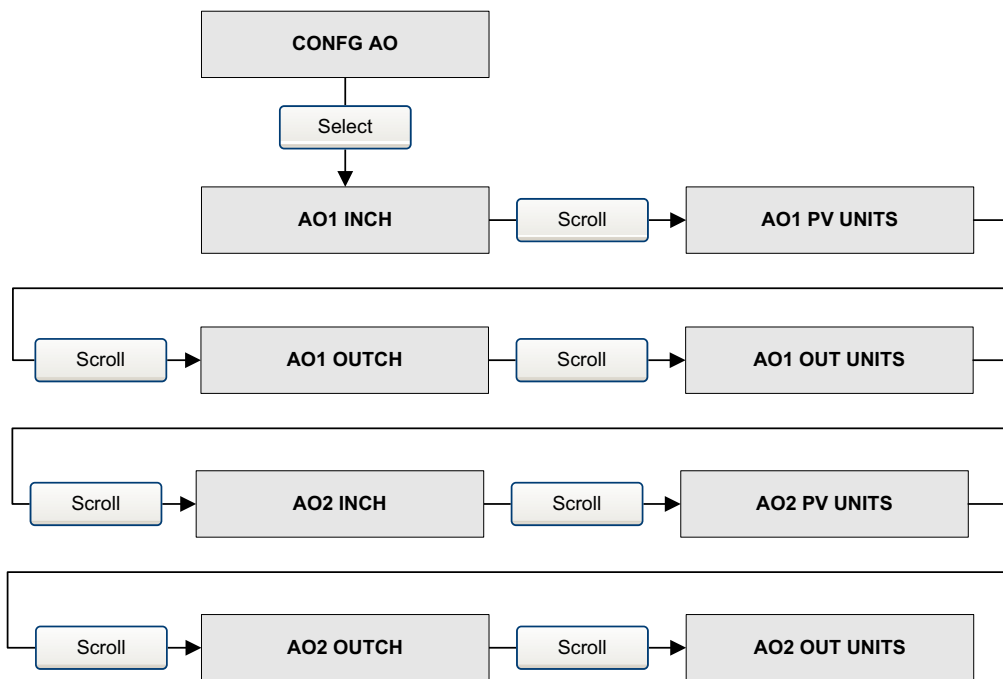 CONFG AO
Select
AO1 INCH
Scroll
AO1 PV UNITS
Scroll
AO1 OUTCH
Scroll
AO1 OUT UNITS
Scroll
AO2 INCH
Scroll
AO2 PV UNITS
Scroll
AO2 OUTCH
Scroll
AO2 OUT UNITS